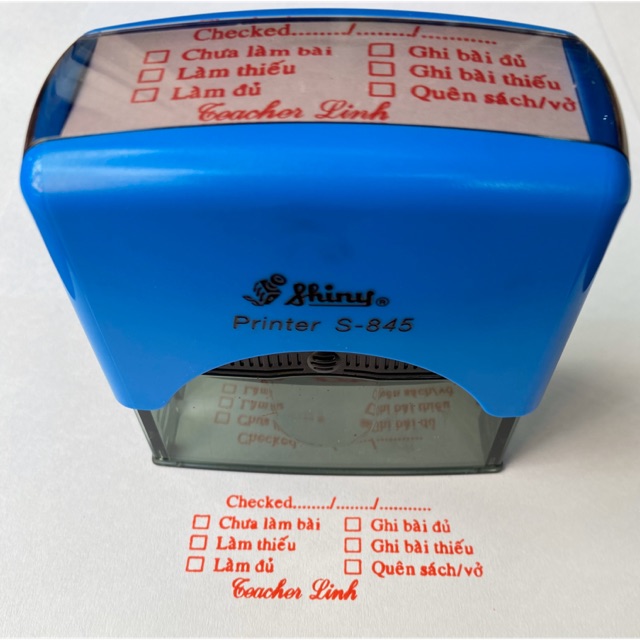 Checked......../......../...........
Chưa làm bài
Ghi bài đủ
Làm thiếu
Ghi bài thiếu
Làm đủ
Quên sách/vở
Teacher Linh
Shiny®
Printer S-845
Checked......../......../...........
Chưa làm bài
Ghi bài đủ
Làm thiếu
Ghi bài thiếu
Làm đủ
Quên sách/vở
Teacher Linh